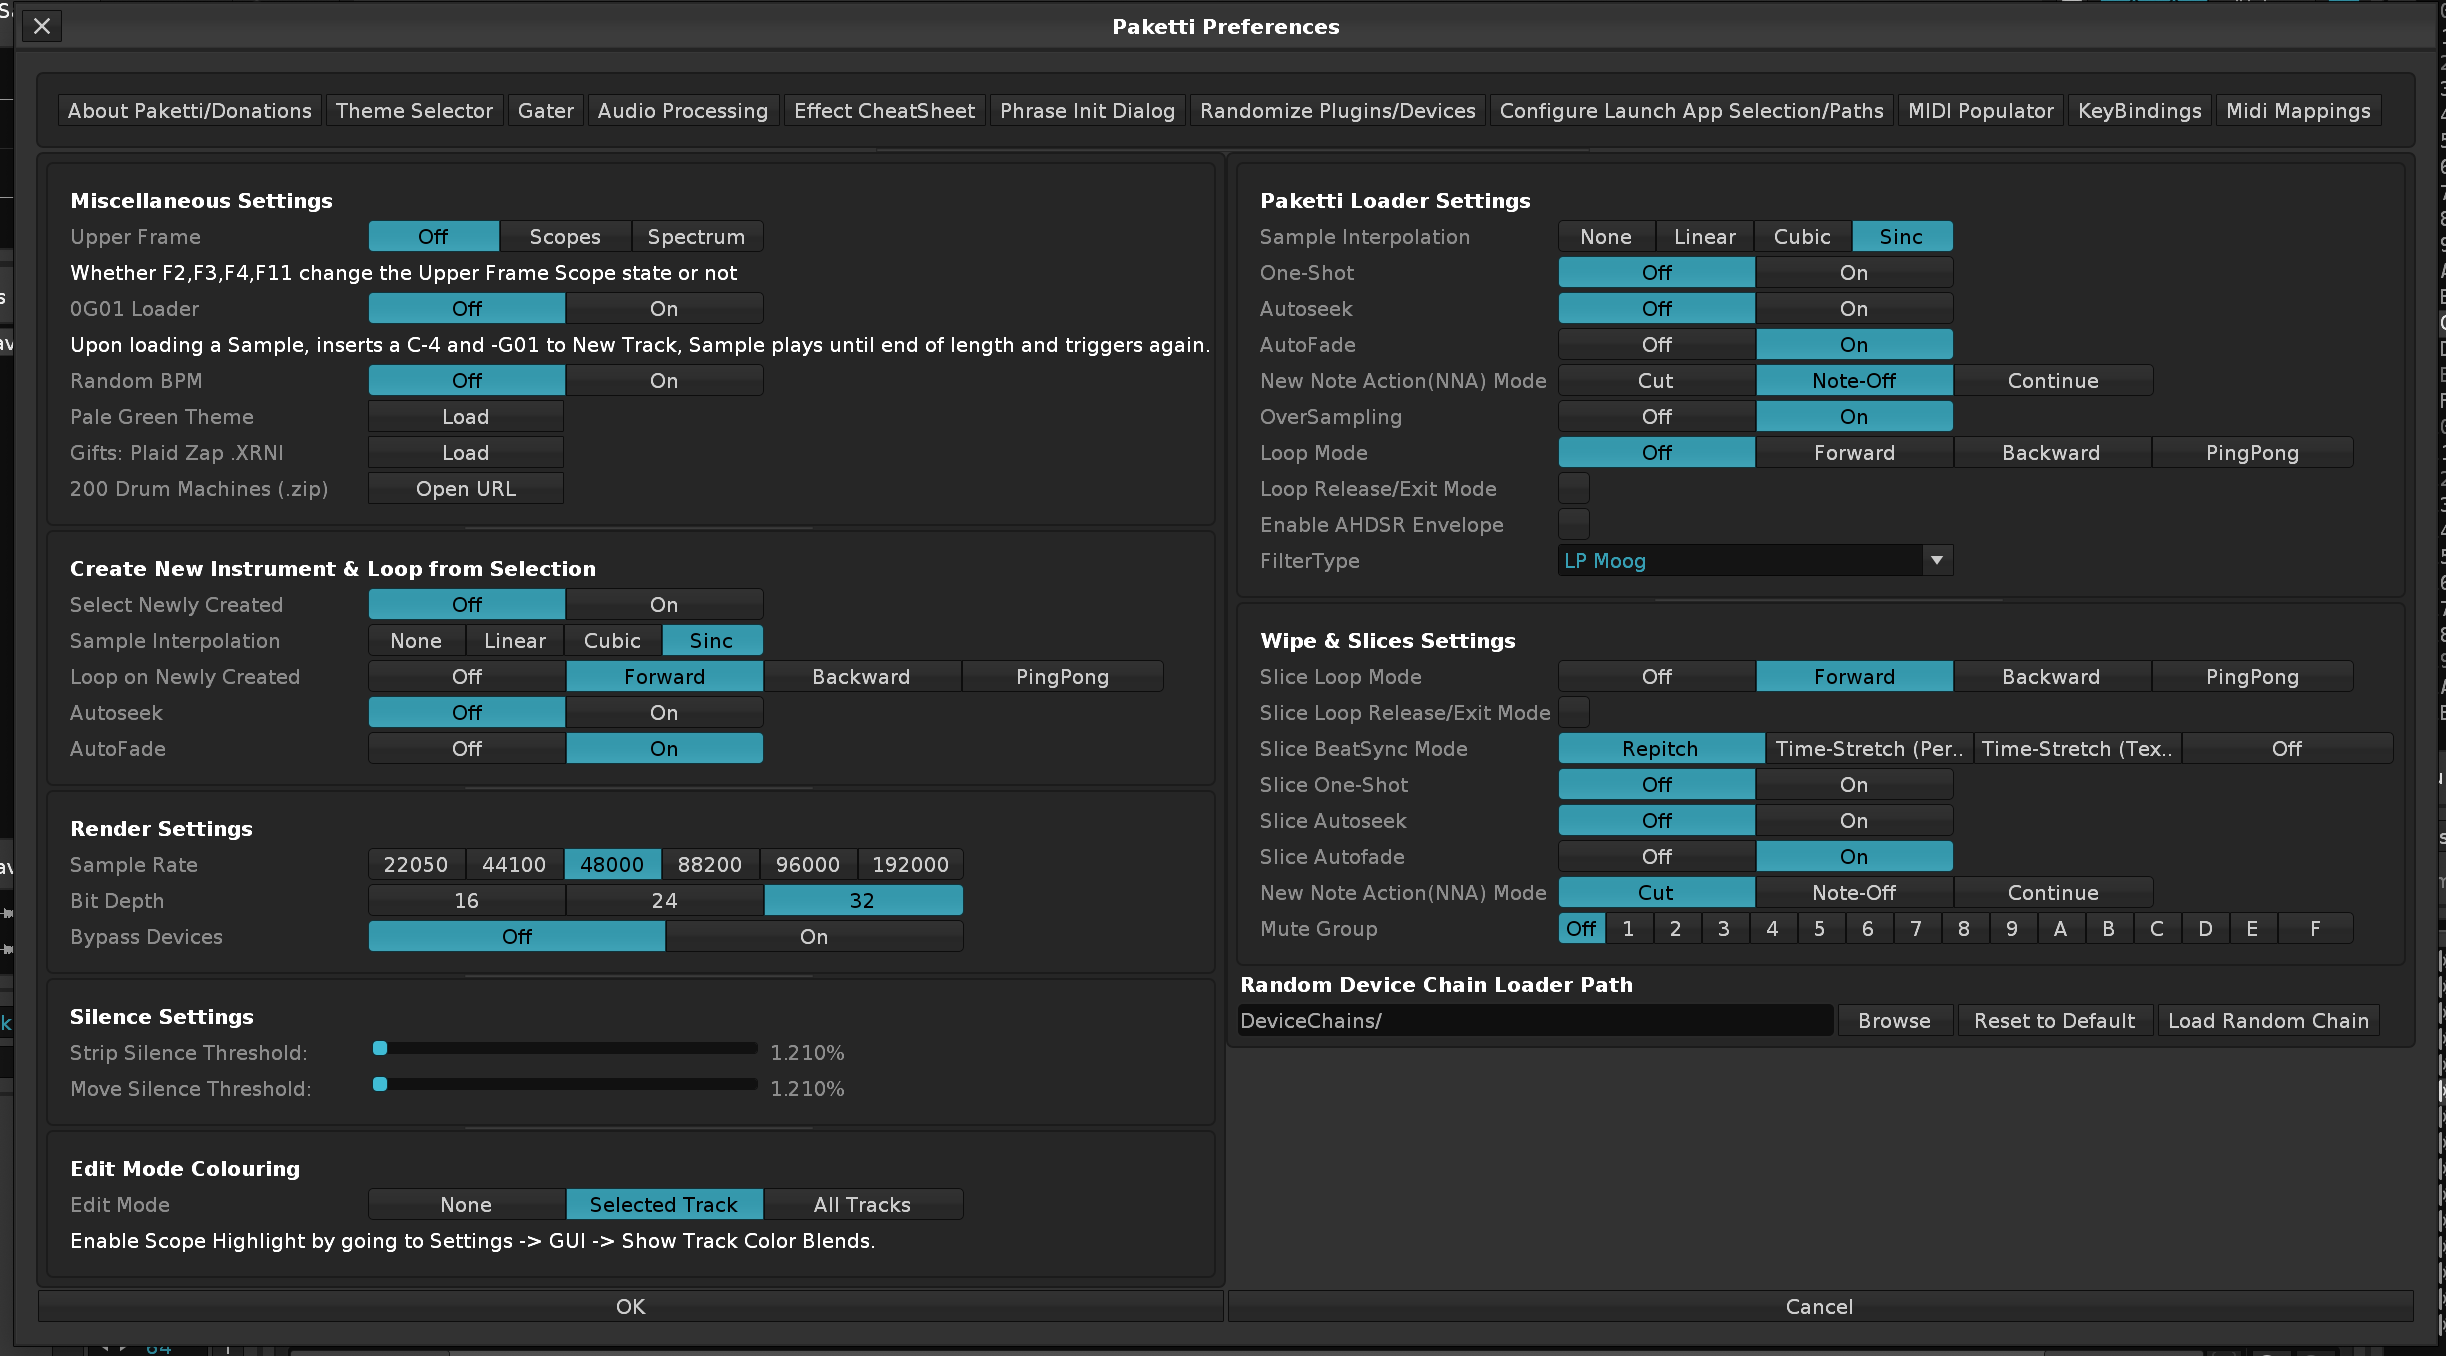 Paketti Preferences
About Paketti/Donations Theme Selector Gater Audio Processing Effect CheatSheet Phrase Init Dialog Randomize Plugins/Devices Configure Launch App Selection/Paths MIDI Populator KeyBindings Midi Mappings
Miscellaneous Settings
Upper Frame Off Scopes Spectrum
Whether F2,F3,F4,F11 change the Upper Frame Scope state or not
0G01 Loader Off On
Upon loading a Sample, inserts a C-4 and -G01 to New Track, Sample plays until end of length and triggers again.
Random BPM Off On
Pale Green Theme Load
Gifts: Plaid Zap .XRNI Load
200 Drum Machines (.zip) Open URL
Create New Instrument & Loop from Selection
Select Newly Created Off On
Sample Interpolation None Linear Cubic Sinc
Loop on Newly Created Off Forward Backward PingPong
Autoseek Off On
AutoFade Off On
Render Settings
Sample Rate 22050 44100 48000 88200 96000 192000
Bit Depth 16 24 32
Bypass Devices Off On
Silence Settings
Strip Silence Threshold: 1.210%
Move Silence Threshold: 1.210%
Edit Mode Colouring
Edit Mode None Selected Track All Tracks
Enable Scope Highlight by going to Settings -> GUI -> Show Track Color Blends.
Paketti Loader Settings
Sample Interpolation None Linear Cubic Sinc
One-Shot Off On
Autoseek Off On
AutoFade Off On
New Note Action(NNA) Mode Cut Note-Off Continue
OverSampling Off On
Loop Mode Off Forward Backward PingPong
Loop Release/Exit Mode
Enable AHDSR Envelope
FilterType LP Moog
Wipe & Slices Settings
Slice Loop Mode Off Forward Backward PingPong
Slice Loop Release/Exit Mode
Slice BeatSync Mode Repitch Time-Stretch (Per.. Time-Stretch (Tex.. Off
Slice One-Shot Off On
Slice Autoseek Off On
Slice Autofade Off On
New Note Action(NNA) Mode Cut Note-Off Continue
Mute Group Off 1 2 3 4 5 6 7 8 9 A B C D E F
Random Device Chain Loader Path
DeviceChains/ Browse Reset to Default Load Random Chain
OK Cancel